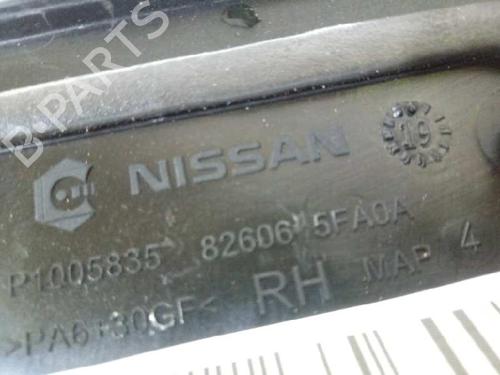 B-PARTS
NISSAN
19
P1005835 82606 5FA0A
>PA6+30GF< RH MAP 4